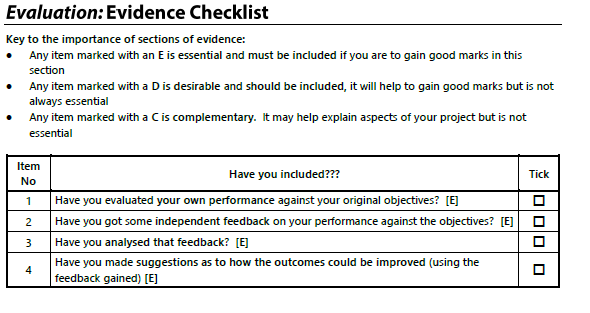 Evaluation: Evidence Checklist
Key to the importance of sections of evidence:
• Any item marked with an E is essential and must be included if you are to gain good marks in this
section
• Any item marked with a D is desirable and should be included, it will help to gain good marks but is not
always essential
• Any item marked with a C is complementary. It may help explain aspects of your project but is not
essential
Item No Have you included??? Tick
1 Have you evaluated your own performance against your original objectives? [E] ☐
2 Have you got some independent feedback on your performance against the objectives? [E] ☐
3 Have you analysed that feedback? [E] ☐
4 Have you made suggestions as to how the outcomes could be improved (using the
feedback gained) [E] ☐